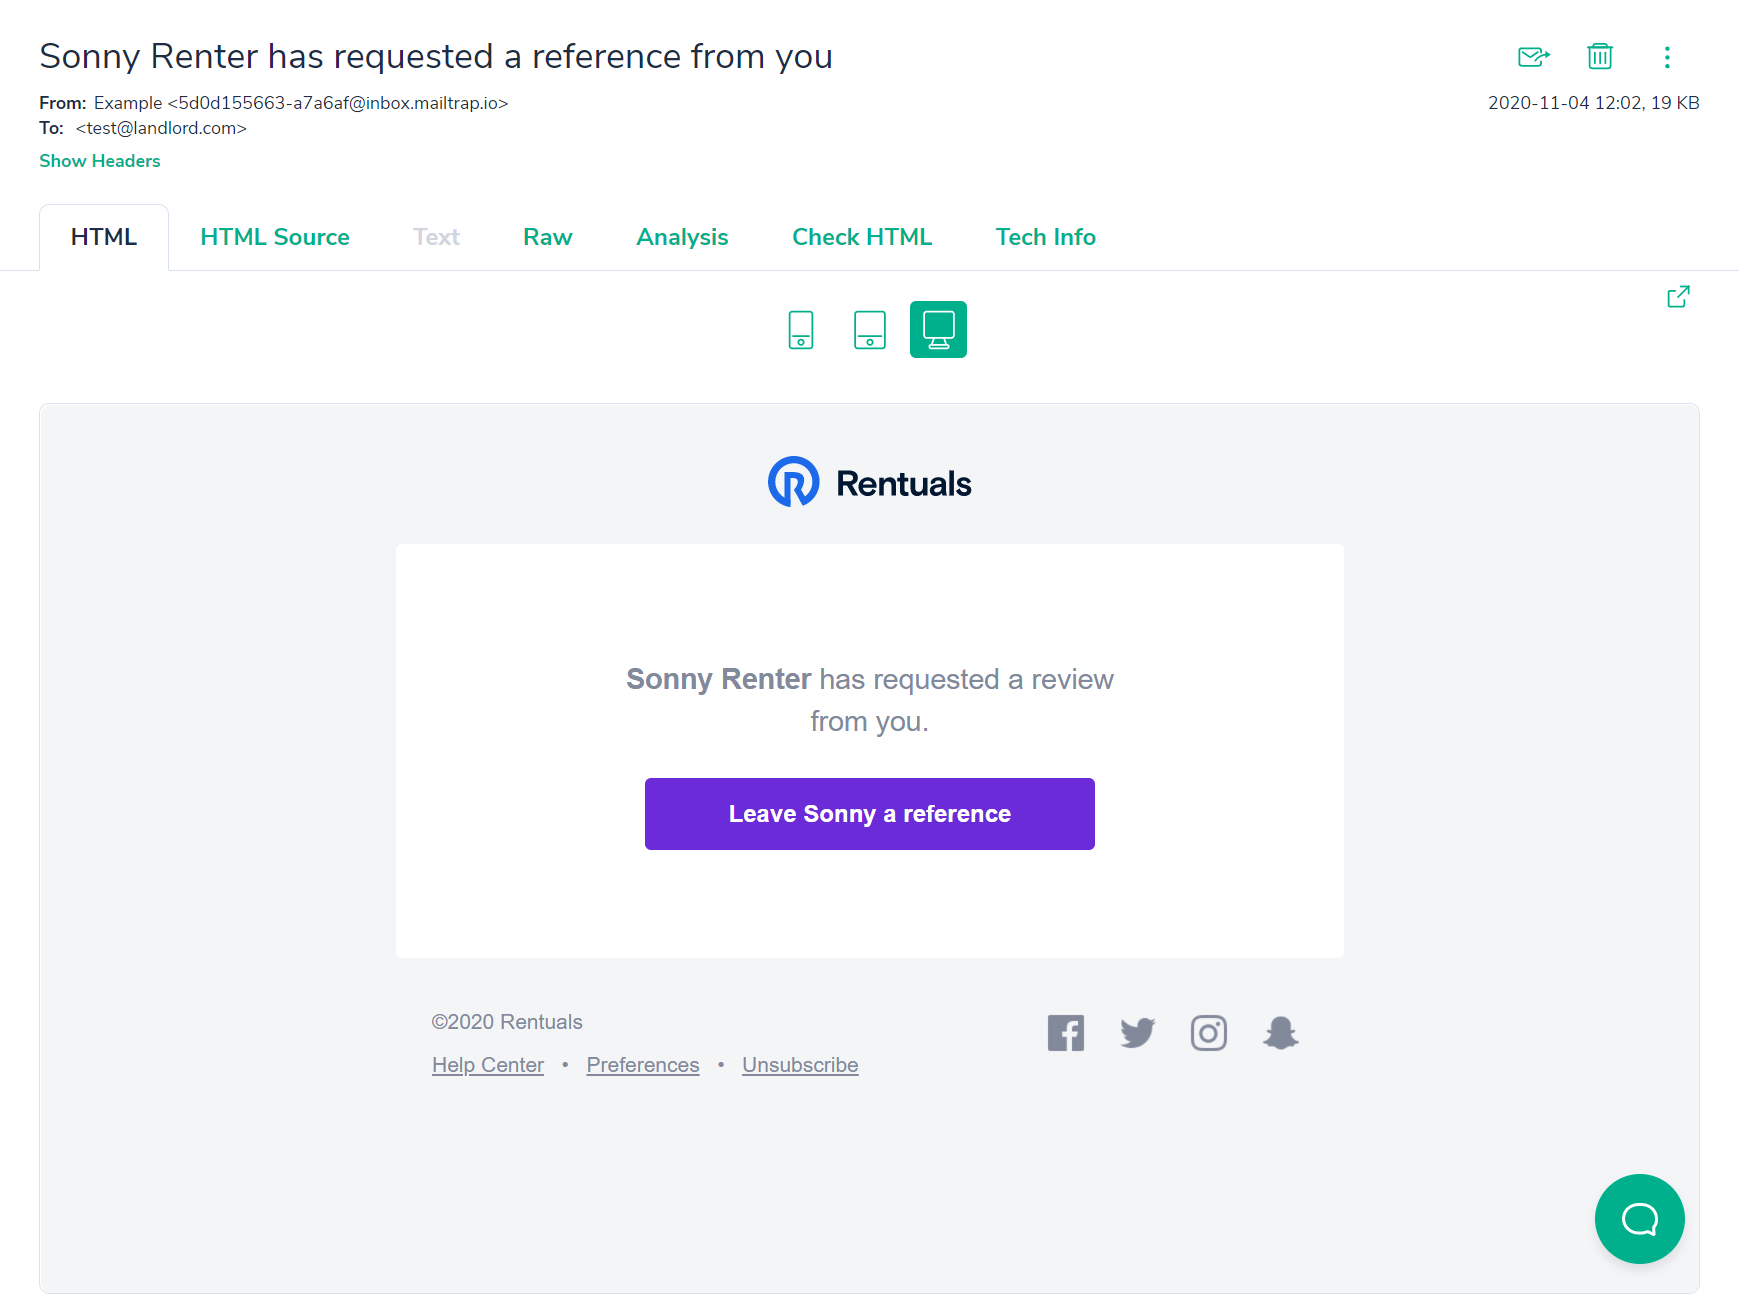 Sonny Renter has requested a reference from you
From: Example <5d0d155663-a7a6af@inbox.mailtrap.io>
2020-11-04 12:02, 19 KB
To: <test@landlord.com>
Show Headers
HTML HTML Source Text Raw Analysis Check HTML Tech Info
Rentuals
Sonny Renter has requested a review
from you.
Leave Sonny a reference
©2020 Rentuals
Help Center • Preferences • Unsubscribe